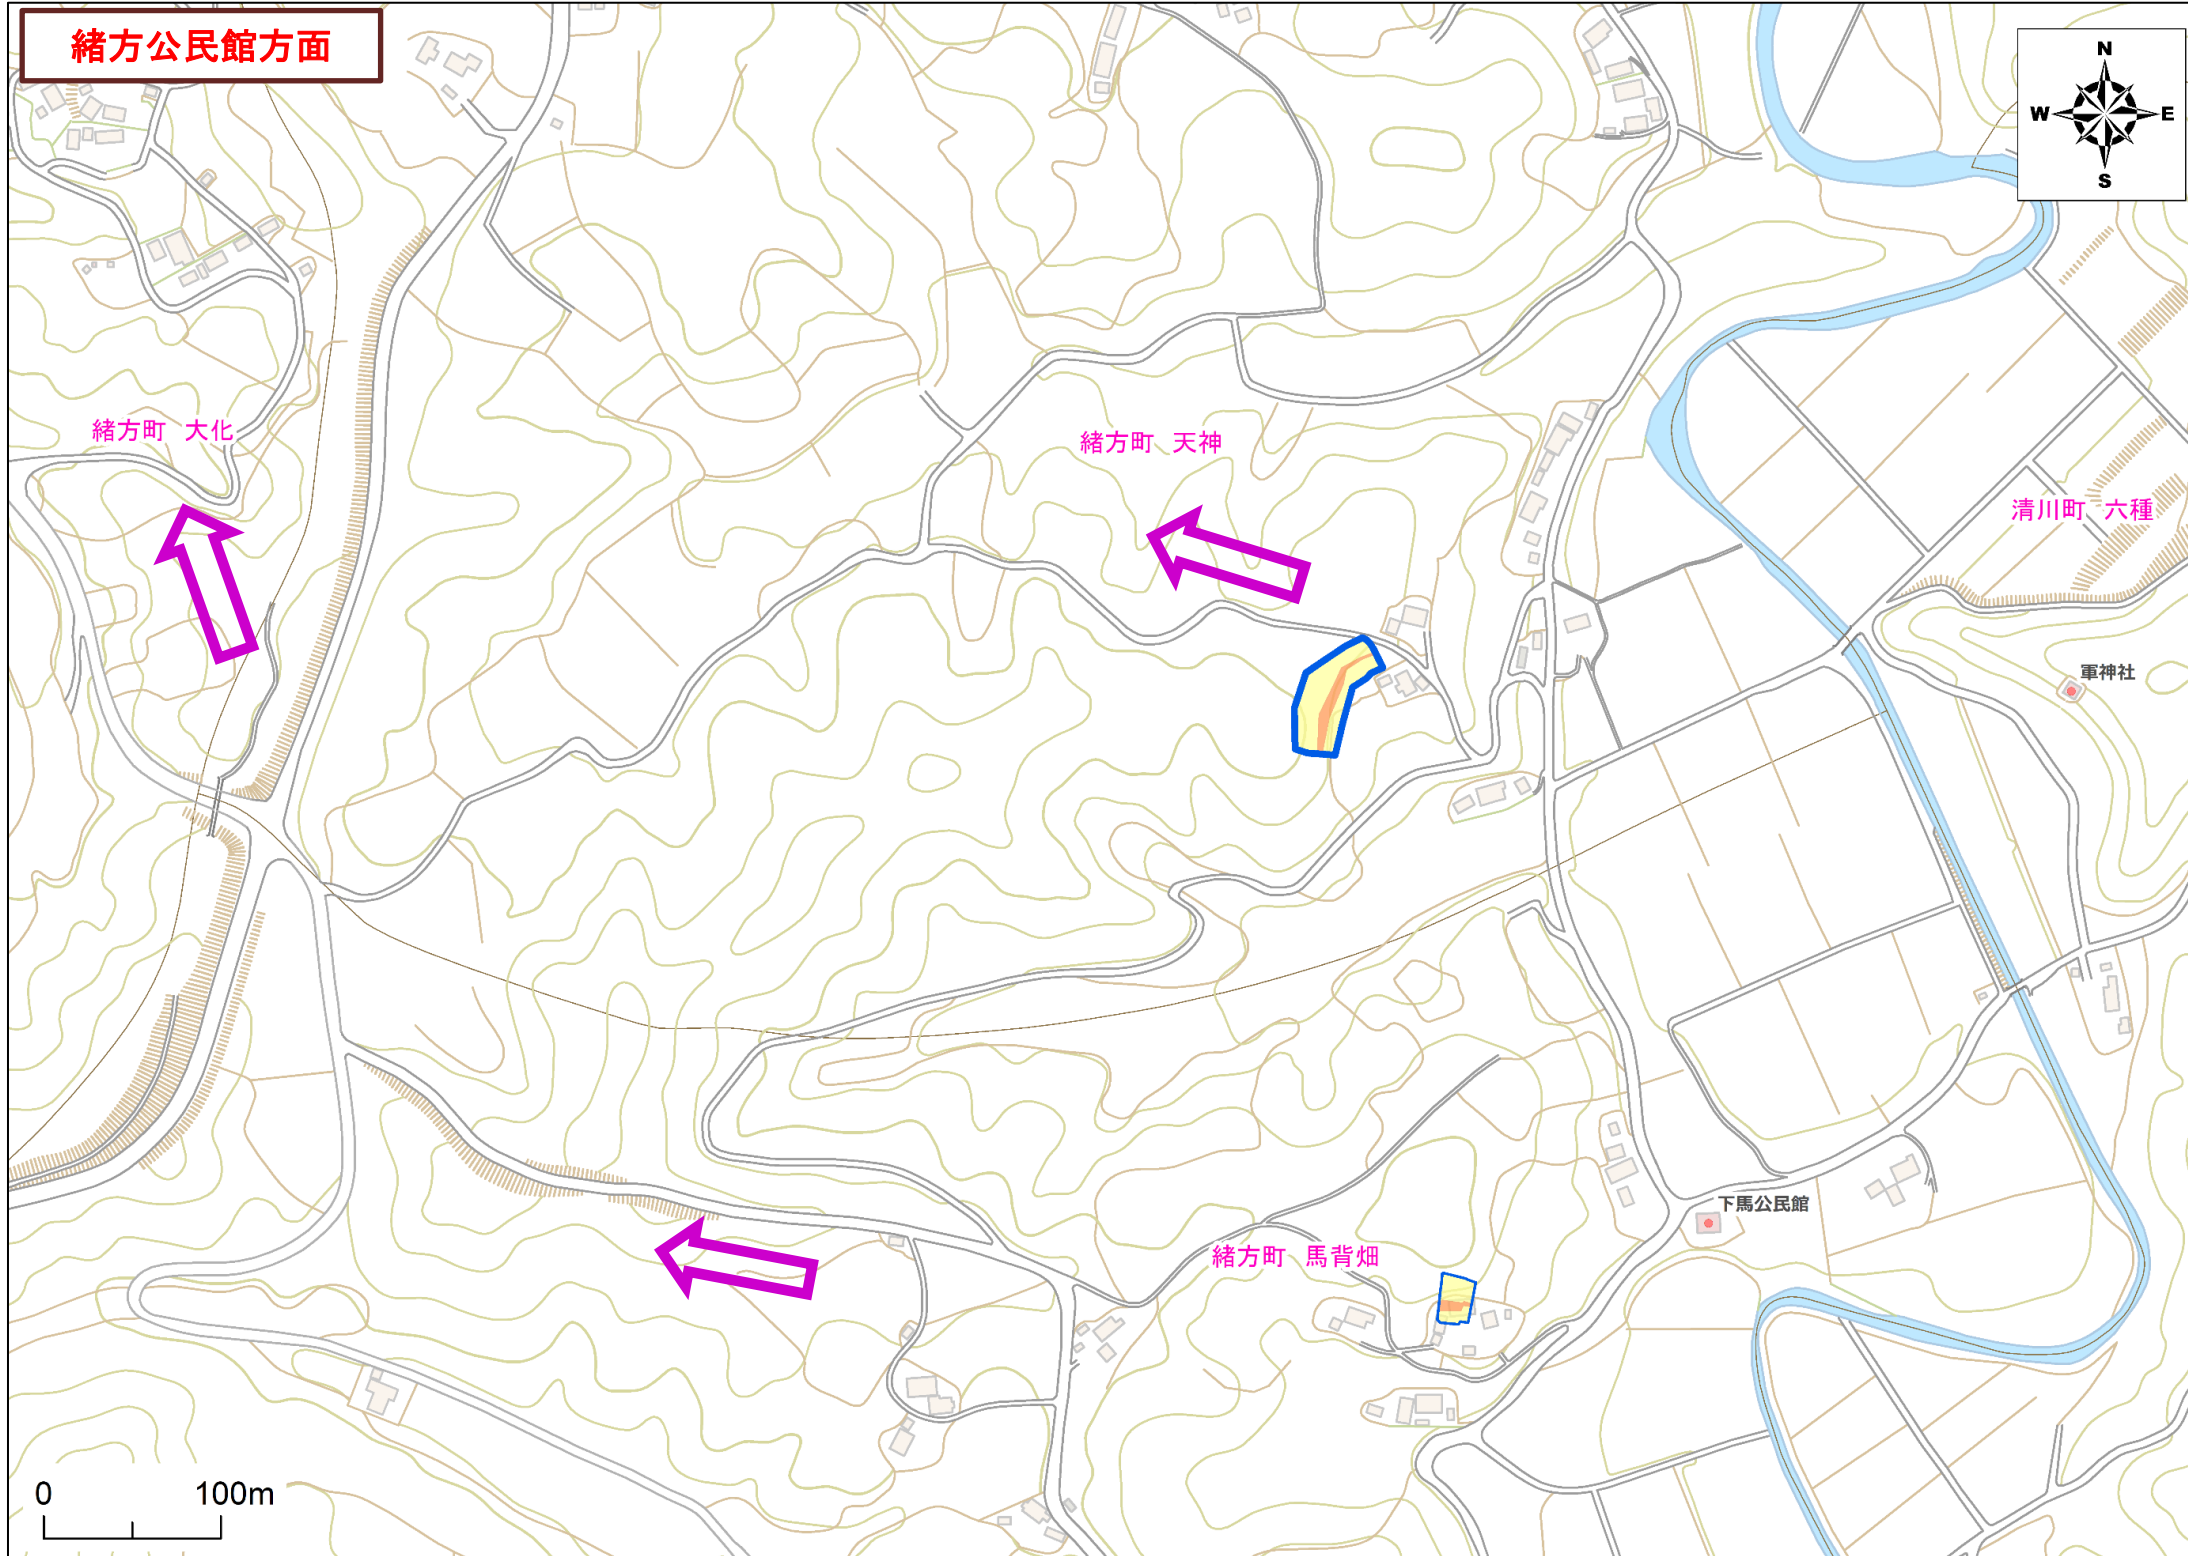 緒方公民館方面
N
W E
S
緒方町 大化
緒方町 天神
清川町 六種
軍神社
下馬公民館
緒方町 馬背畑
0 100m